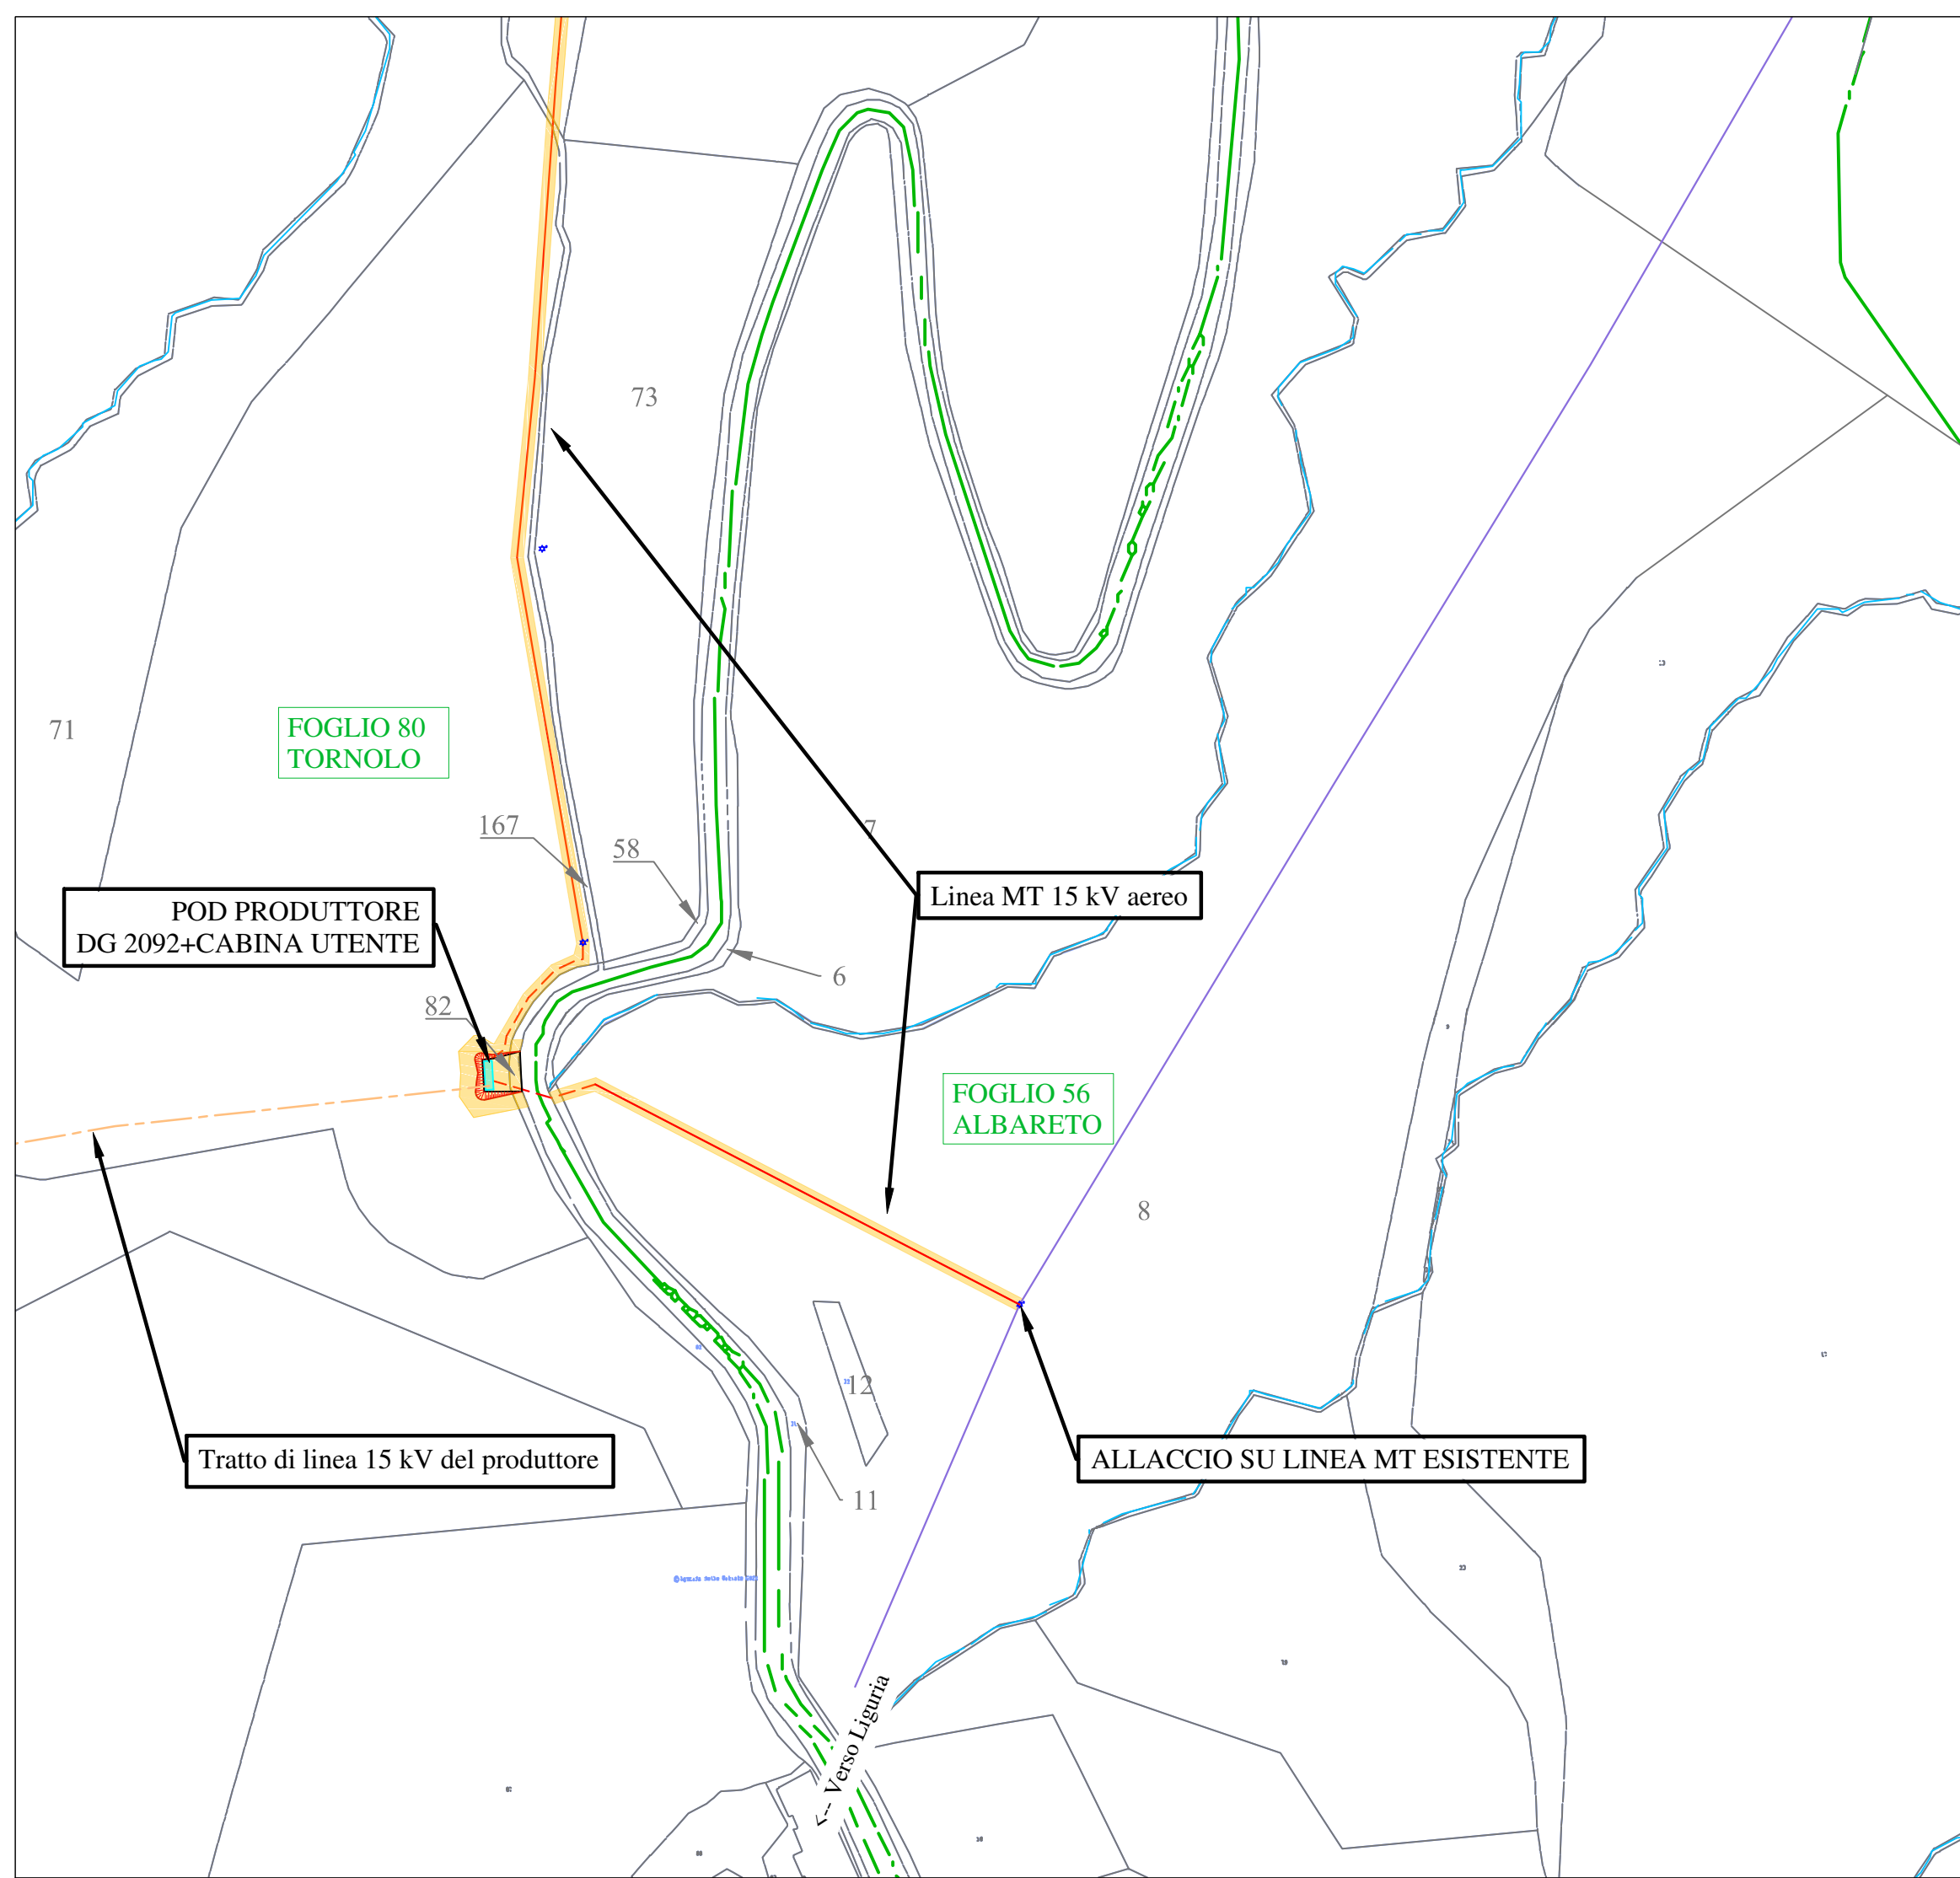 73
71
FOGLIO 80
TORNOLO
167
58
7
Linea MT 15 kV aereo
POD PRODUTTORE
DG 2092+CABINA UTENTE
6
82
FOGLIO 56
ALBARETO
8
12
Tratto di linea 15 kV del produttore
ALLACCIO SU LINEA MT ESISTENTE
11
<-- Verso Liguria